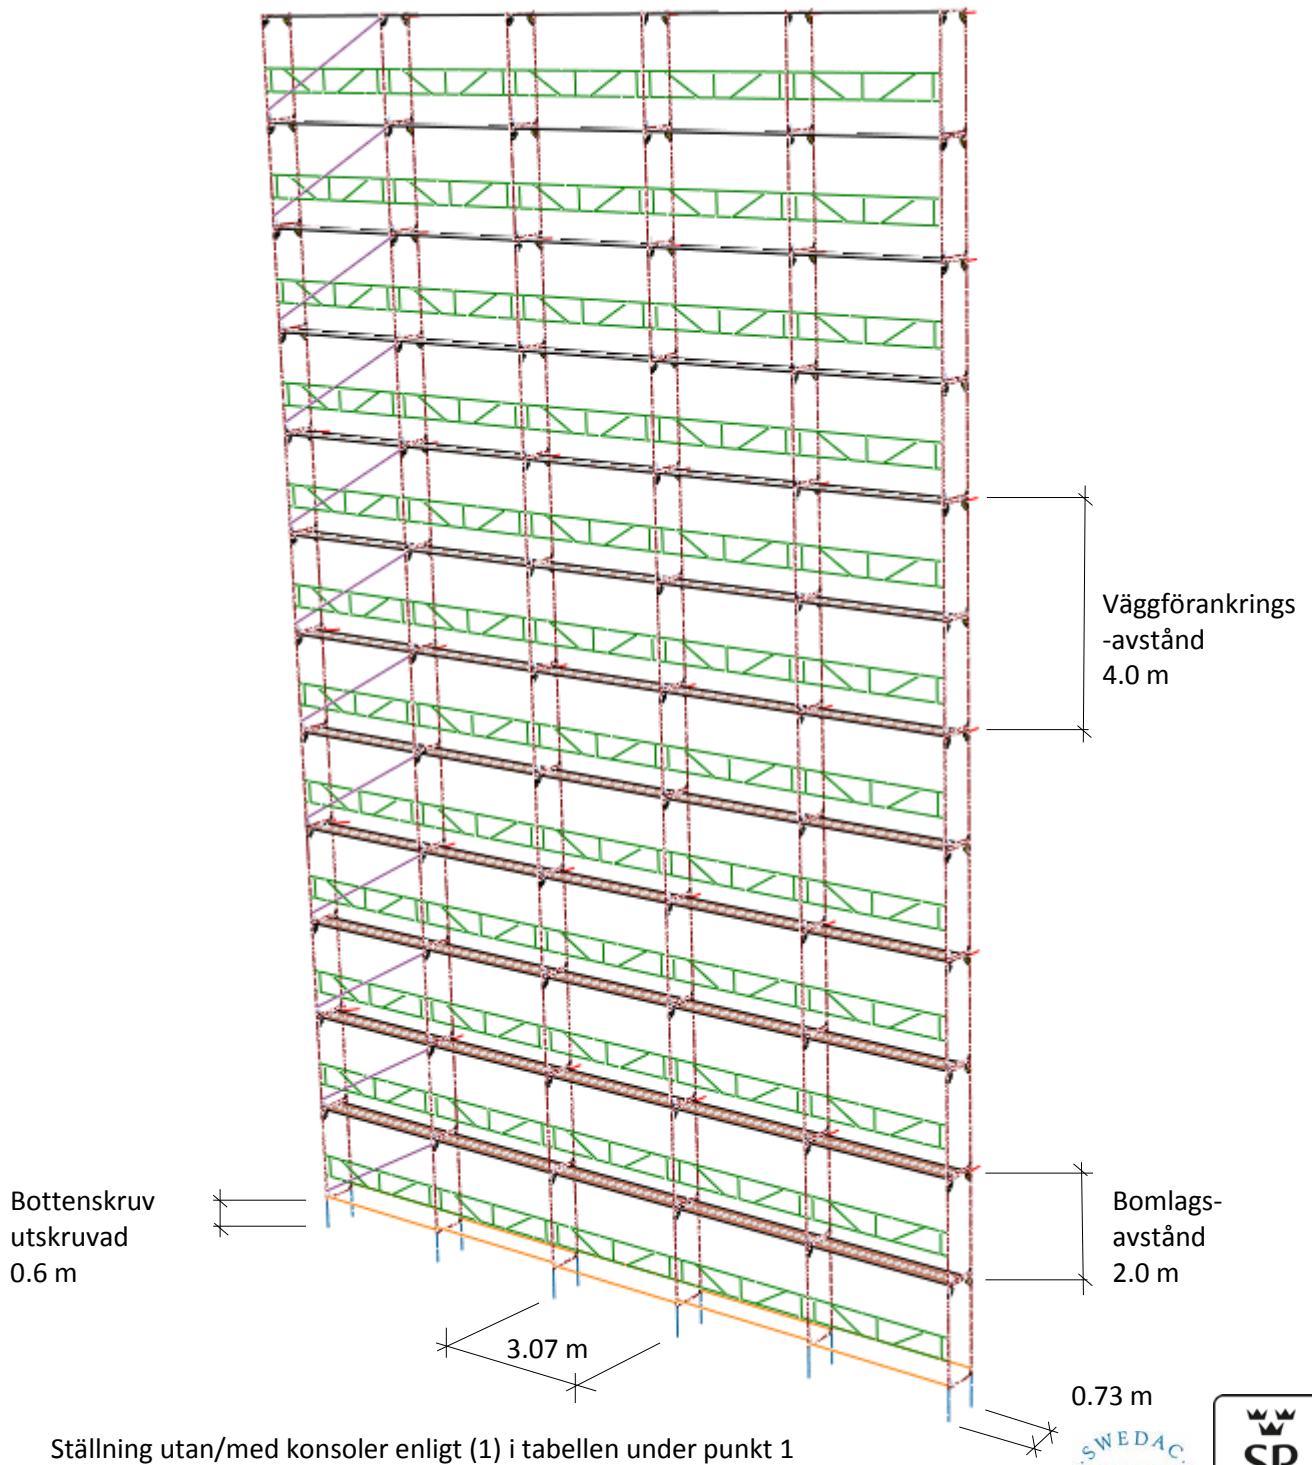 Väggförankrings
-avstånd
4.0 m
Bottenskruv
utskruvad
0.6 m
Bomlags-
avstånd
2.0 m
3.07 m
0.73 m
Ställning utan/med konsoler enligt (1) i tabellen under punkt 1
SWEDAC
SP